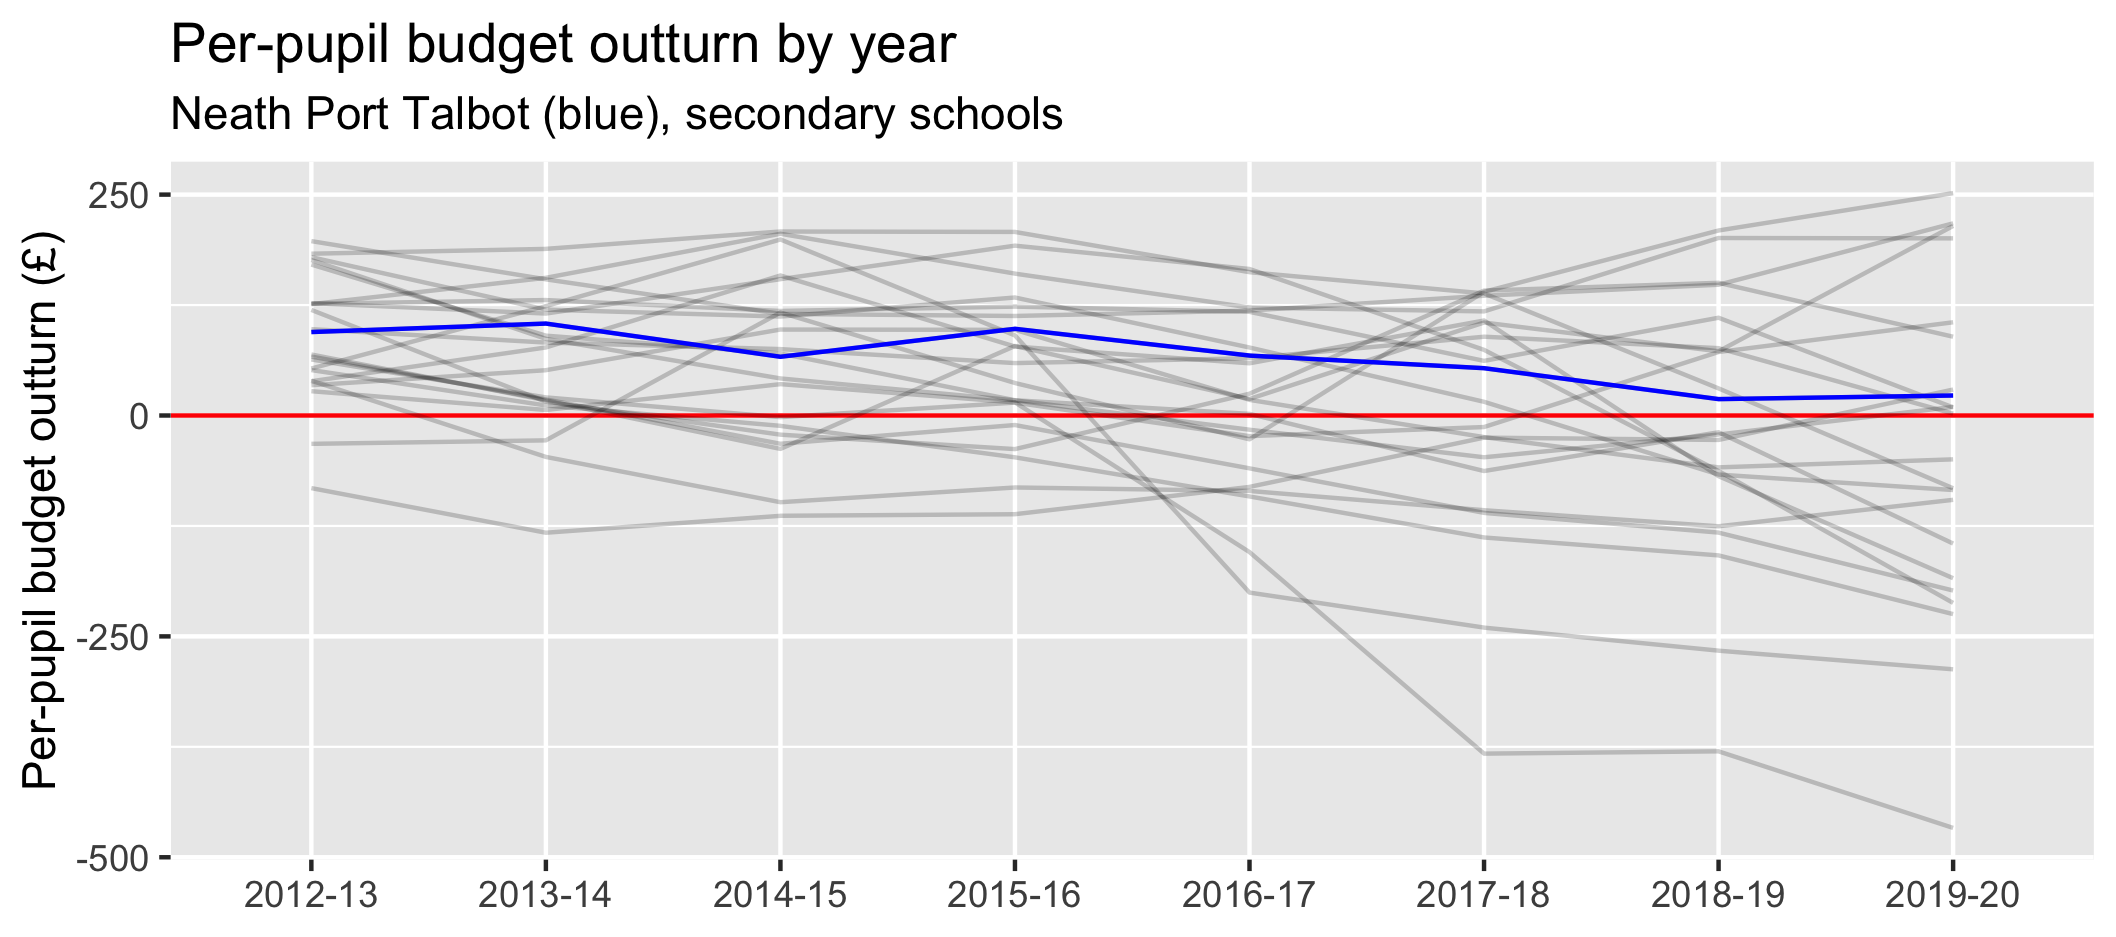 Per-pupil budget outturn by year
Neath Port Talbot (blue), secondary schools
Per-pupil budget outturn (£)
250
0
-250
-500
2012-13 2013-14 2014-15 2015-16 2016-17 2017-18 2018-19 2019-20